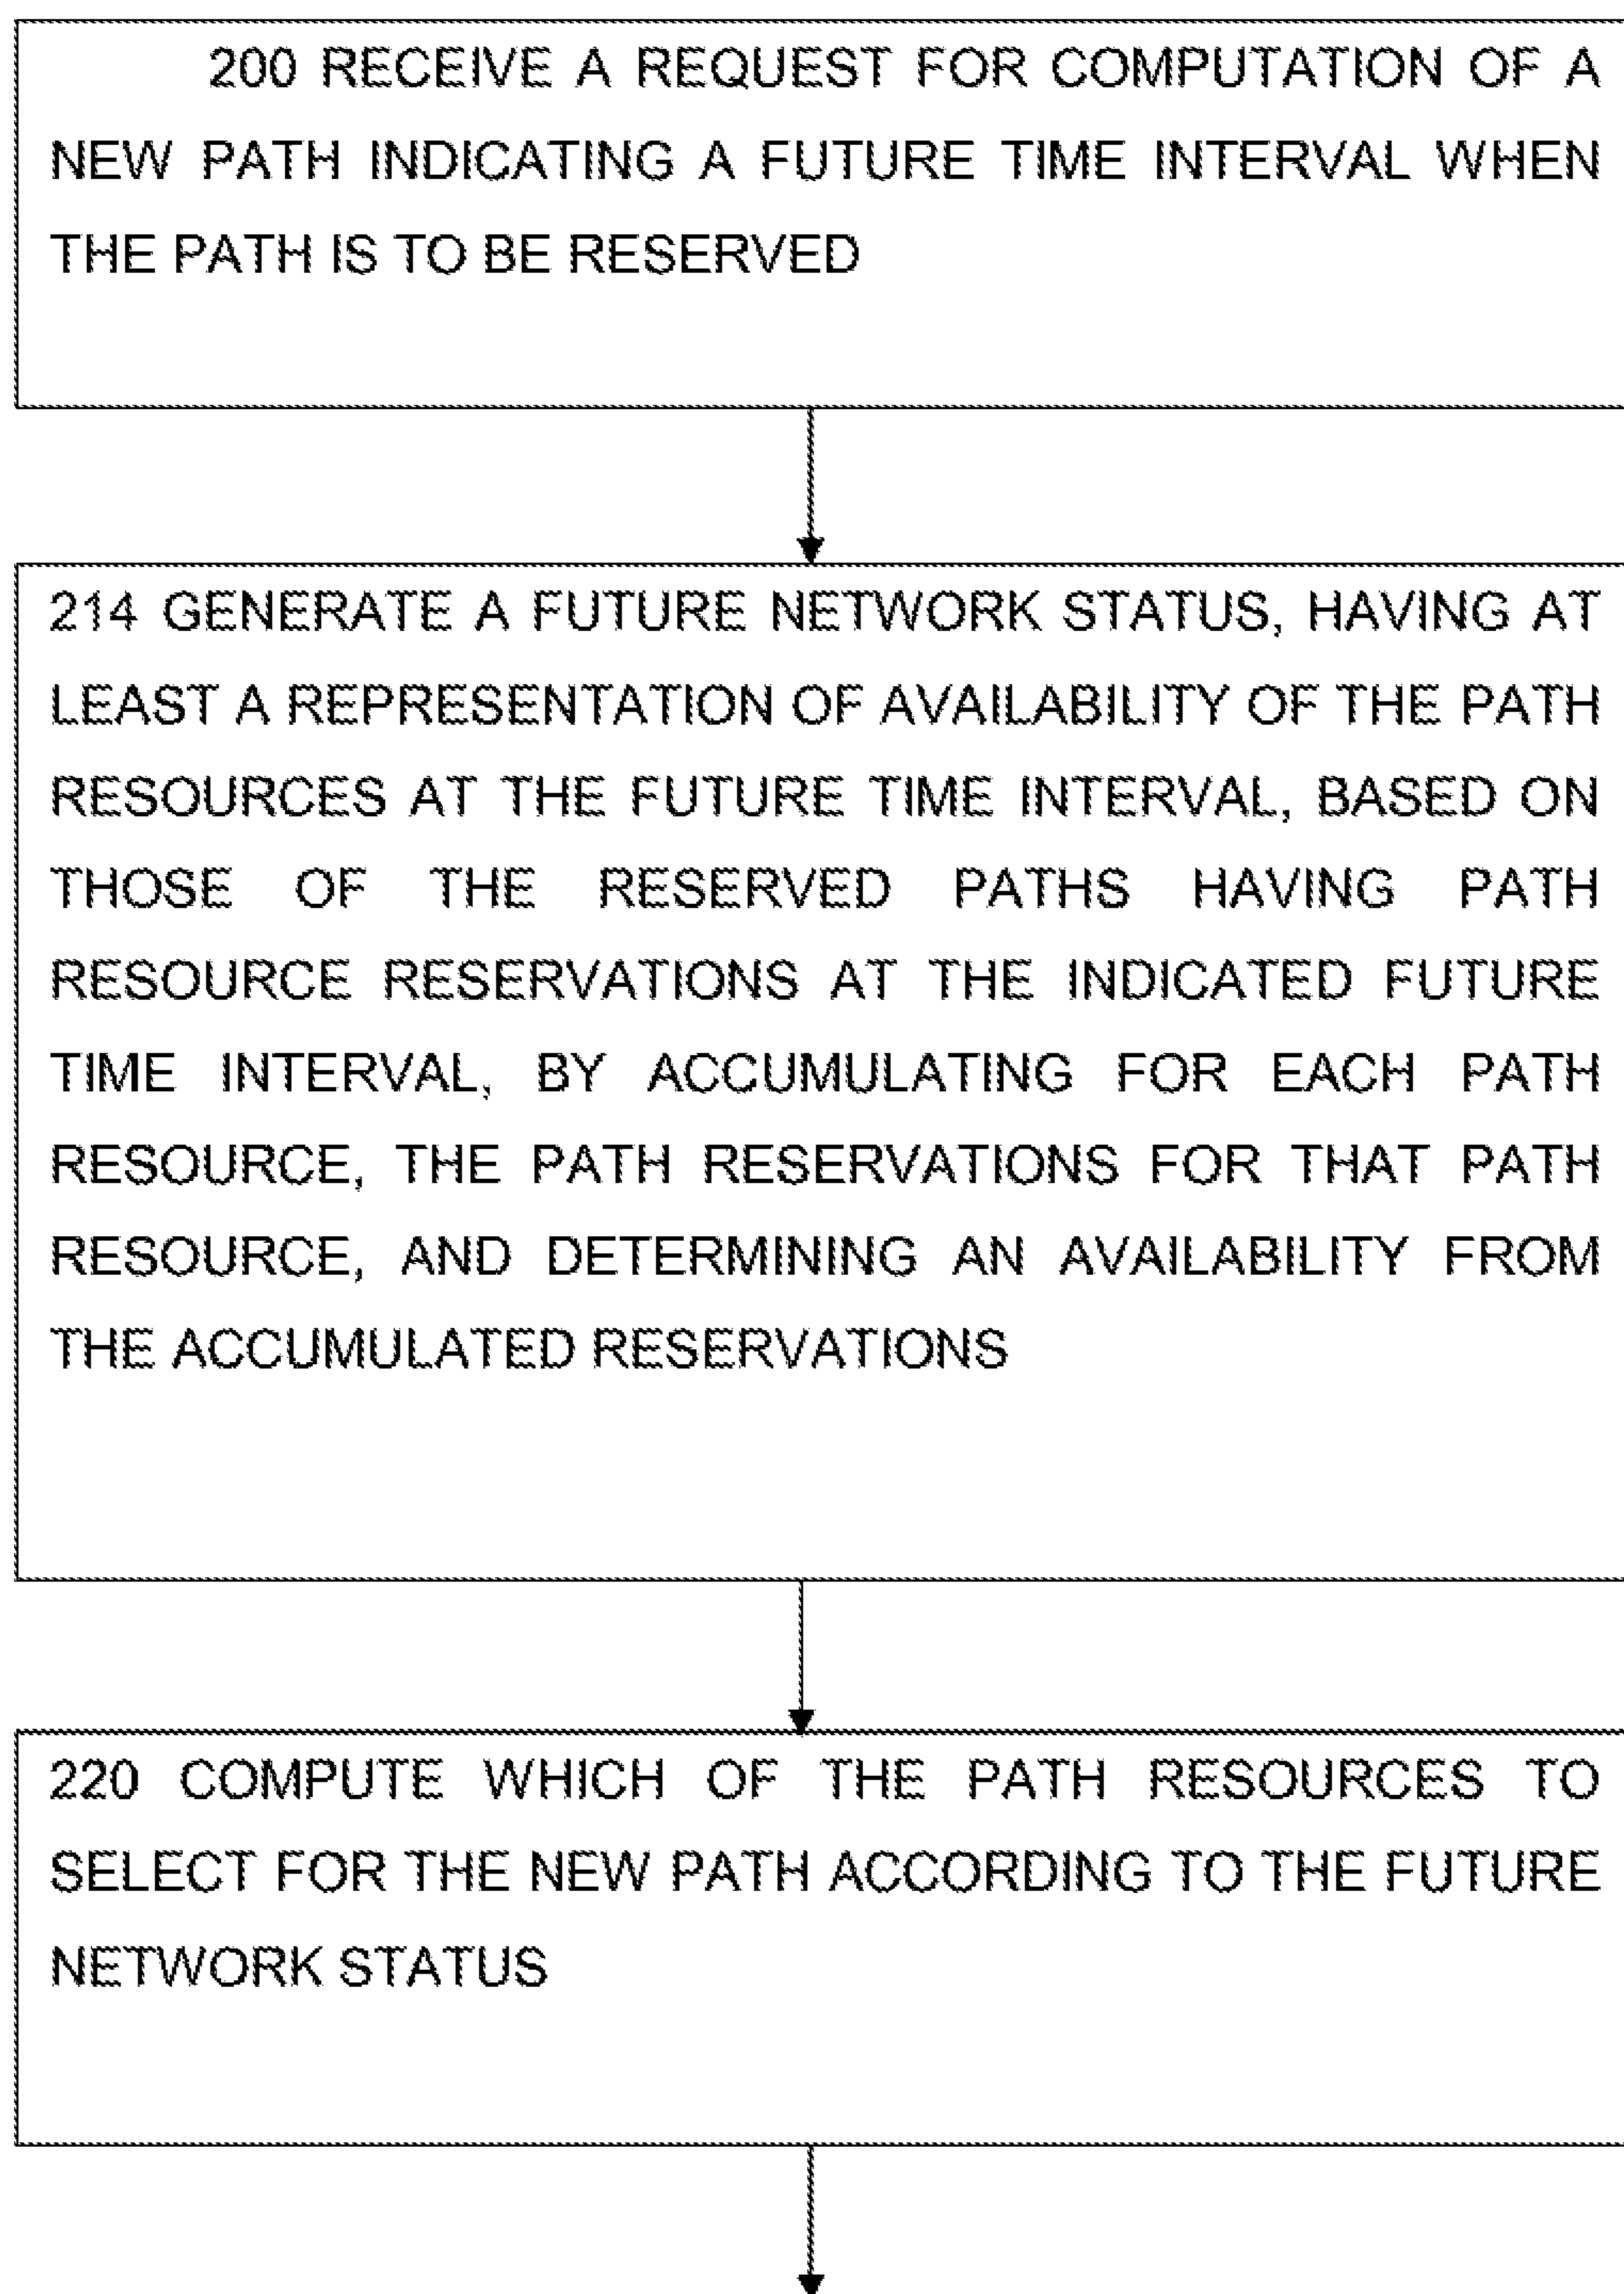 200 RECEIVE A REQUEST FOR COMPUTATION OF A
NEW PATH INDICATING A FUTURE TIME INTERVAL WHEN
THE PATH IS TO BE RESERVED
214 GENERATE A FUTURE NETWORK STATUS, HAVING AT
LEAST A REPRESENTATION OF AVAILABILITY OF THE PATH
RESOURCES AT THE FUTURE TIME INTERVAL, BASED ON
THOSE OF THE RESERVED PATHS HAVING PATH
RESOURCE RESERVATIONS AT THE INDICATED FUTURE
TIME INTERVAL, BY ACCUMULATING FOR EACH PATH
RESOURCE, THE PATH RESERVATIONS FOR THAT PATH
RESOURCE, AND DETERMINING AN AVAILABILITY FROM
THE ACCUMULATED RESERVATIONS
220 COMPUTE WHICH OF THE PATH RESOURCES TO
SELECT FOR THE NEW PATH ACCORDING TO THE FUTURE
NETWORK STATUS